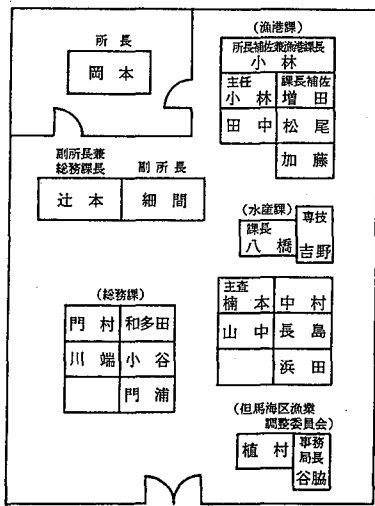 所長
岡本
(漁港課)
所長補佐兼漁港課長
小林
主任 課長補佐
小林 増田
田中 松尾
加藤
副所長兼
総務課長
副所長
辻本 細間
(水産課)
課長
八橋
専技
吉野
(総務課)
門村 和多田
川端 小谷
門浦
主査
楠本 中村
山中 長島
浜田
(但馬海区漁業
調整委員会)
植村
事務
局長
谷脇